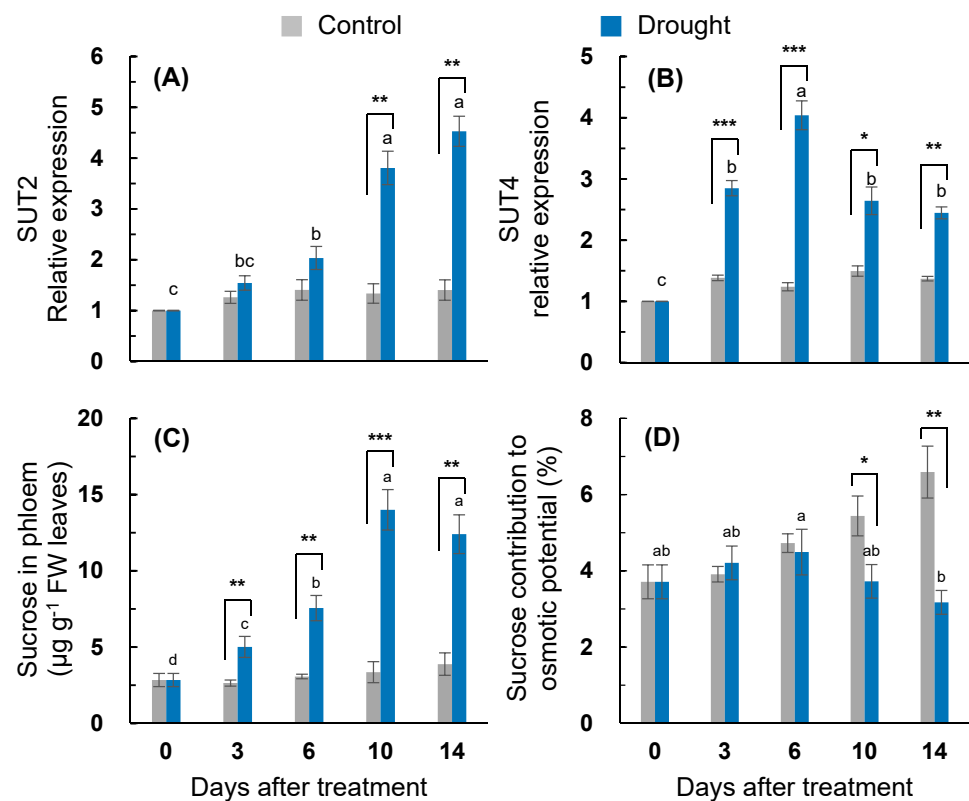 Control Drought
(A)
SUT2
Relative expression
6
5
4
3
2
1
0
c
bc
b
**
a
**
a
(B)
SUT4
relative expression
5
4
3
2
1
0
c
***
b
***
a
*
b
**
b
(C)
Sucrose in phloem
(µg g-1 FW leaves)
20
15
10
5
0
d
**
c
**
b
***
a
**
a
0 3 6 10 14
Days after treatment
(D)
Sucrose contribution to
osmotic potential (%)
8
6
4
2
0
ab
ab
a
*
ab
**
b
0 3 6 10 14
Days after treatment